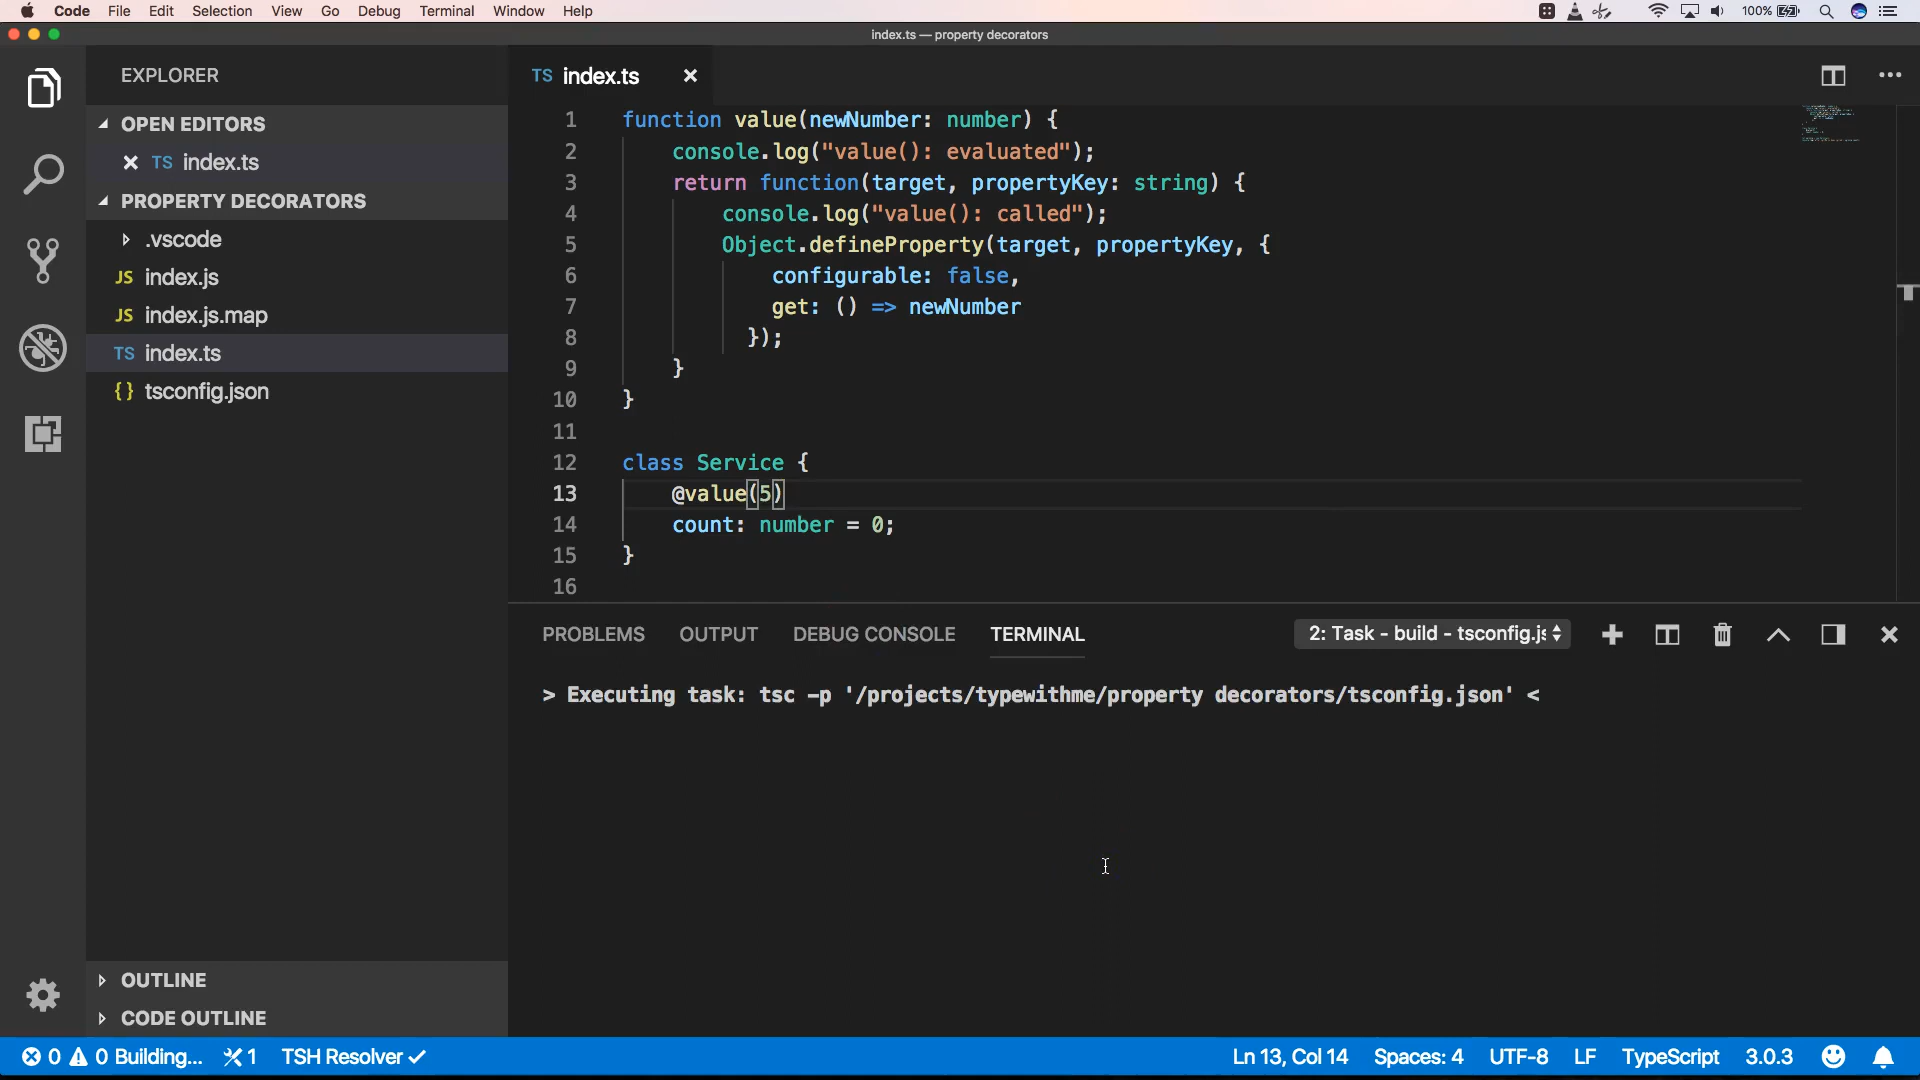 Code File Edit Selection View Go Debug Terminal Window Help
100%
index.ts — property decorators
EXPLORER
OPEN EDITORS
TS index.ts
PROPERTY DECORATORS
.vscode
JS index.js
JS index.js.map
TS index.ts
{} tsconfig.json
OUTLINE
CODE OUTLINE
TS index.ts
1 function value(newNumber: number) {
2 console.log("value(): evaluated");
3 return function(target, propertyKey: string) {
4 console.log("value(): called");
5 Object.defineProperty(target, propertyKey, {
6 configurable: false,
7 get: () => newNumber
8 });
9 }
10 }
11
12 class Service {
13 @value(5)
14 count: number = 0;
15 }
16
PROBLEMS OUTPUT DEBUG CONSOLE TERMINAL
2: Task - build - tsconfig.js
> Executing task: tsc -p '/projects/typewithme/property decorators/tsconfig.json' <
0 0 Building... 1 TSH Resolver ✓ Ln 13, Col 14 Spaces: 4 UTF-8 LF TypeScript 3.0.3